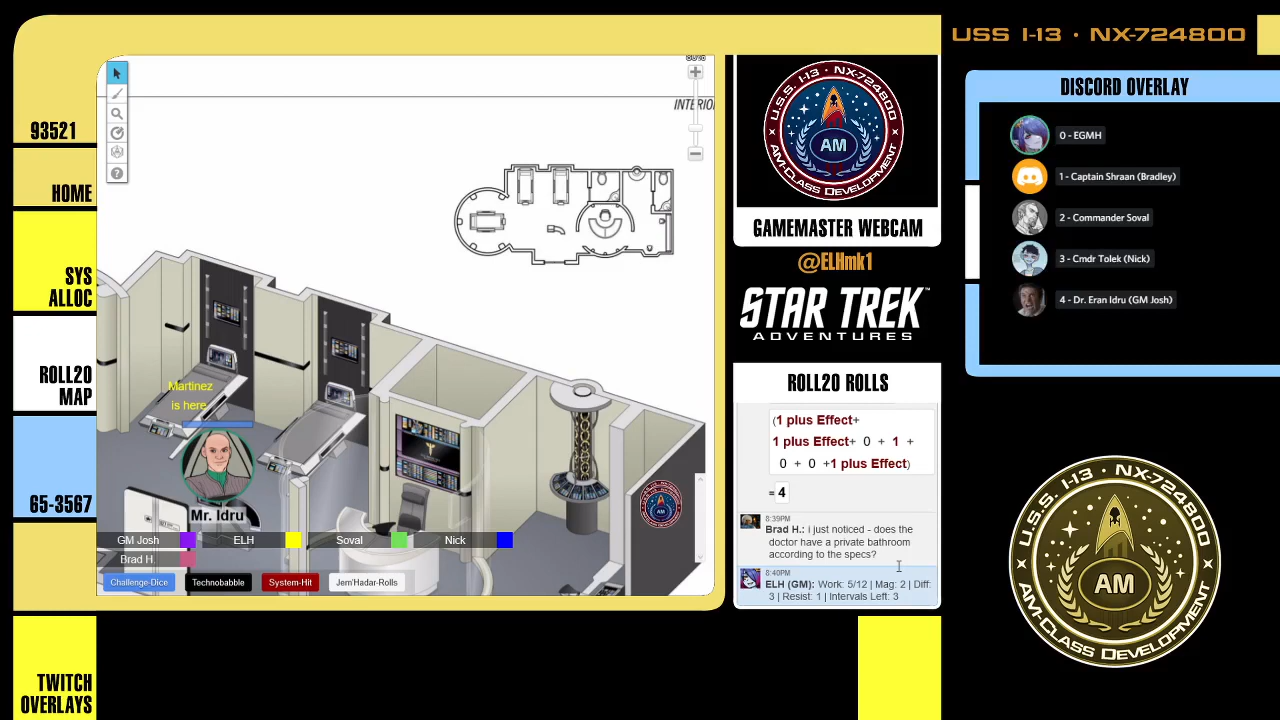 USS I-13 • NX-724800
93521
HOME
SYS
ALLOC
ROLL20
MAP
65-3567
TWITCH
OVERLAYS
INTERIO
Martinez
is here
Mr. Idru
GM Josh
ELH
Soval
Nick
Brad H
Challenge-Dice
Technobabble
System-Hit
Jem'Hadar-Rolls
U.S.S. I-13 • NX-724800
AM
AM-CLASS DEVELOPMENT
GAMEMASTER WEBCAM
@ELHmk1
STAR TREK™
ADVENTURES
ROLL20 ROLLS
(1 plus Effect+
1 plus Effect+ 0 + 1 +
0 + 0 +1 plus Effect)
= 4
8:39PM
Brad H.: i just noticed - does the
doctor have a private bathroom
according to the specs?
8:40PM
ELH (GM): Work: 5/12 | Mag: 2 | Diff:
3 | Resist: 1 | Intervals Left: 3
DISCORD OVERLAY
0 - EGMH
1 - Captain Shraan (Bradley)
2 - Commander Soval
3 - Cmdr Tolek (Nick)
4 - Dr. Eran Idru (GM Josh)
U.S.S. I-13 • NX-724800
AM
AM-CLASS DEVELOPMENT